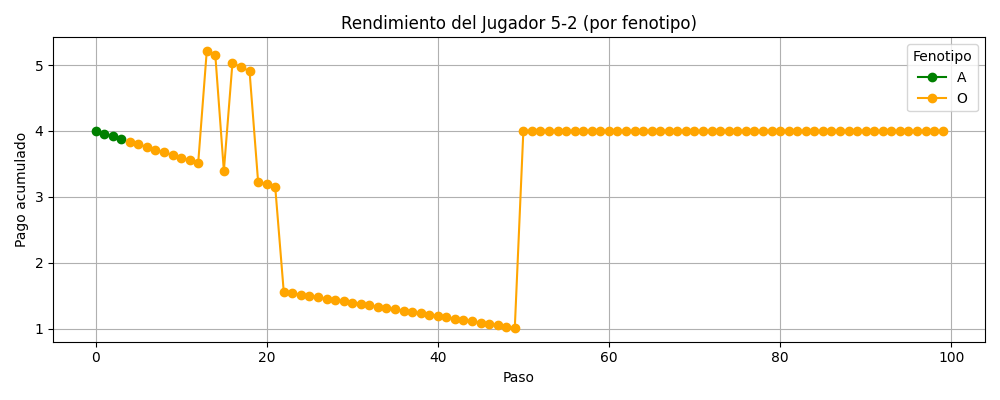 Rendimiento del Jugador 5-2 (por fenotipo)
Fenotipo
A
O
Pago acumulado
5
4
3
2
1
0 20 40 60 80 100
Paso